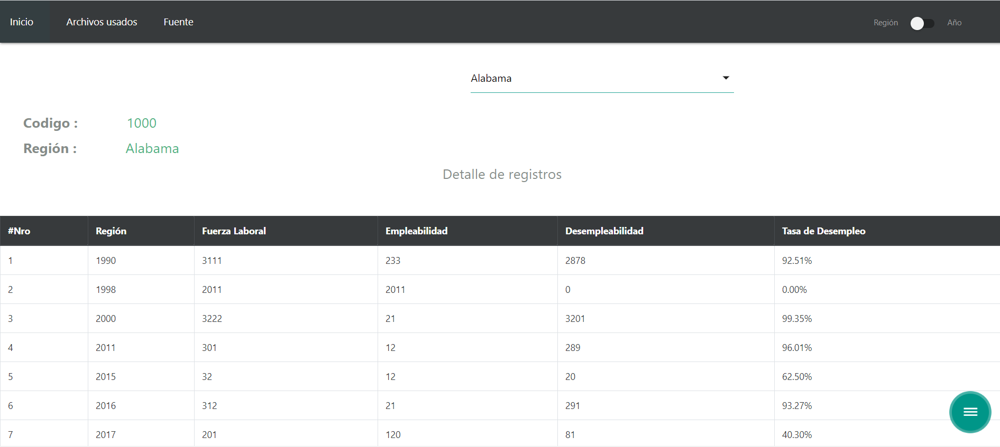 Inicio Archivos usados Fuente Región Año
Alabama
Codigo : 1000
Región : Alabama
Detalle de registros
#Nro Región Fuerza Laboral Empleabilidad Desempleabilidad Tasa de Desempleo
1 1990 3111 233 2878 92.51%
2 1998 2011 2011 0 0.00%
3 2000 3222 21 3201 99.35%
4 2011 301 12 289 96.01%
5 2015 32 12 20 62.50%
6 2016 312 21 291 93.27%
7 2017 201 120 81 40.30%